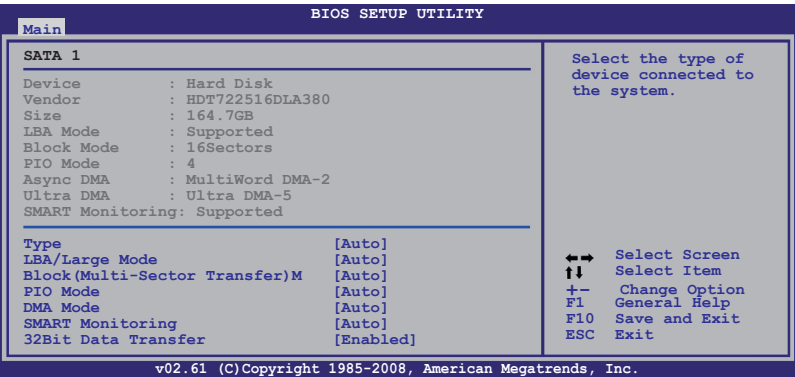 BIOS SETUP UTILITY
Main
SATA 1
Device : Hard Disk
Vendor : HDT722516DLA380
Size : 164.7GB
LBA Mode : Supported
Block Mode : 16Sectors
PIO Mode : 4
Async DMA : MultiWord DMA-2
Ultra DMA : Ultra DMA-5
SMART Monitoring: Supported
Type [Auto]
LBA/Large Mode [Auto]
Block(Multi-Sector Transfer)M [Auto]
PIO Mode [Auto]
DMA Mode [Auto]
SMART Monitoring [Auto]
32Bit Data Transfer [Enabled]
Select the type of
device connected to
the system.
←→ Select Screen
↑↓ Select Item
+- Change Option
F1 General Help
F10 Save and Exit
ESC Exit
v02.61 (C)Copyright 1985-2008, American Megatrends, Inc.